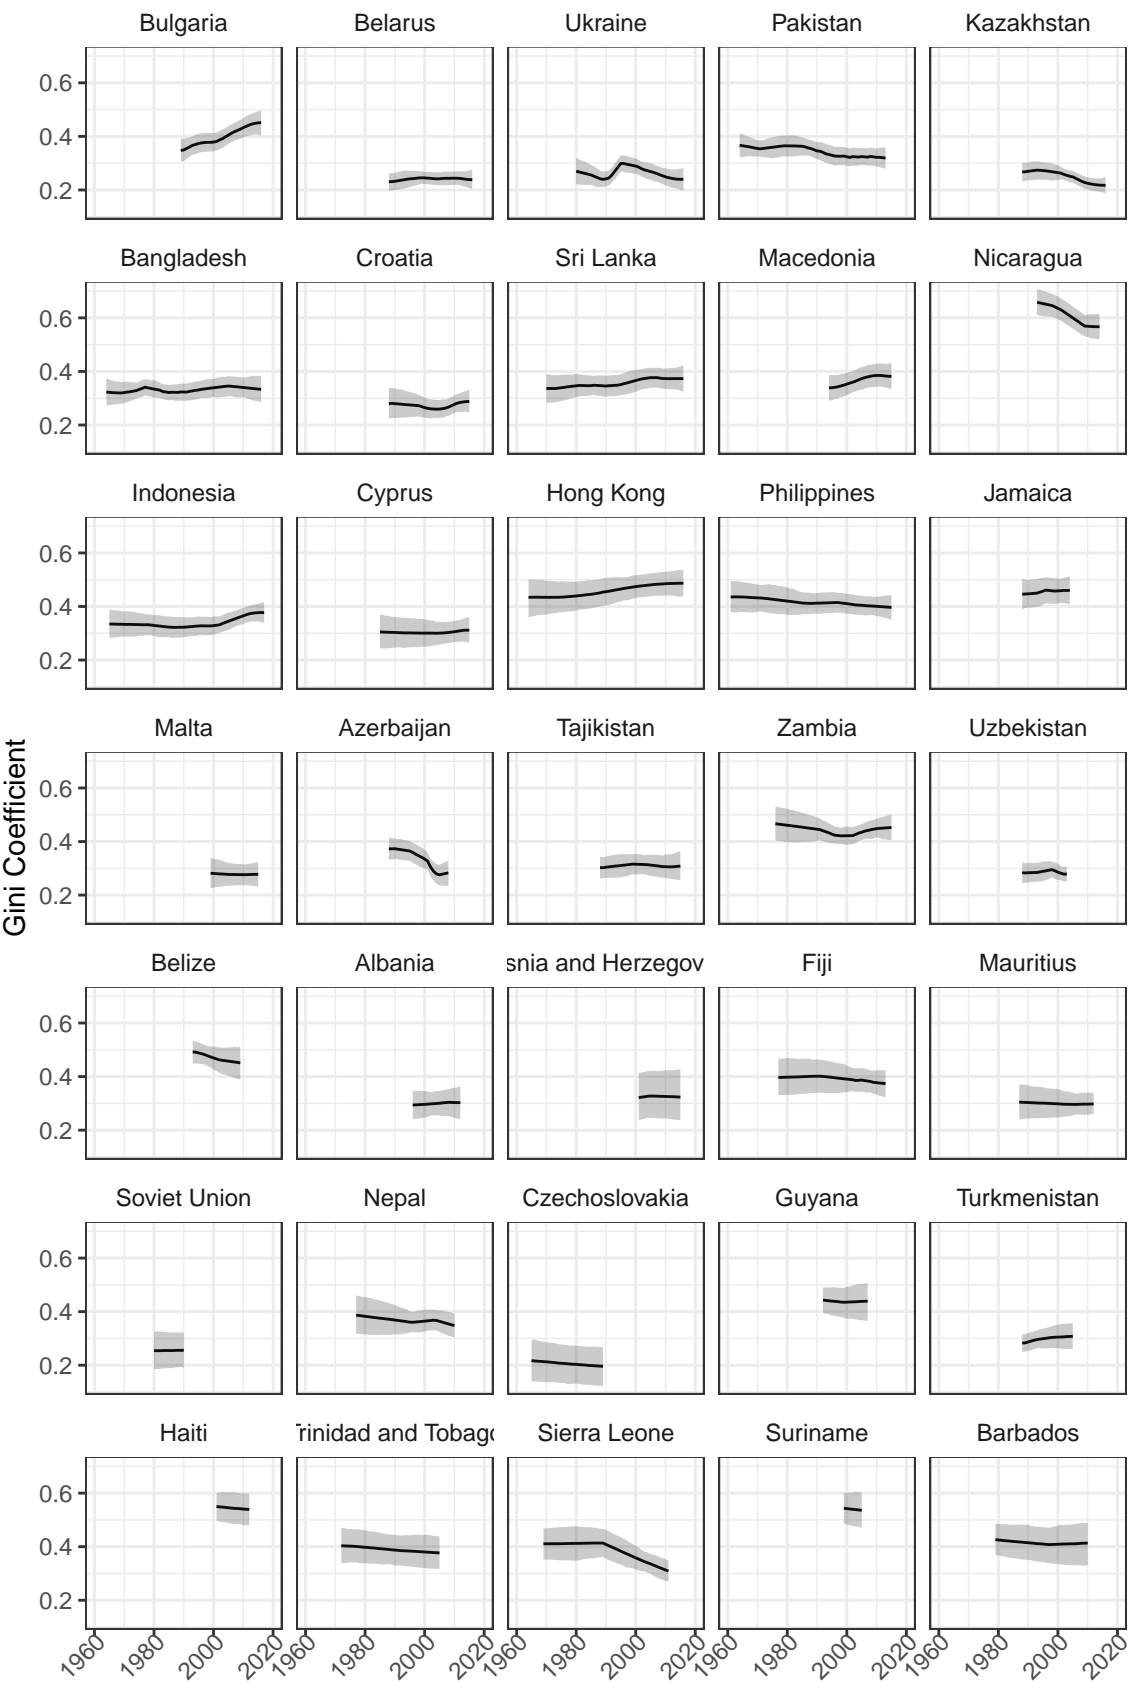 Bulgaria Belarus Ukraine Pakistan Kazakhstan
0.6
0.4
0.2
Bangladesh Croatia Sri Lanka Macedonia Nicaragua
0.6
0.4
0.2
Indonesia Cyprus Hong Kong Philippines Jamaica
0.6
0.4
0.2
Malta Azerbaijan Tajikistan Zambia Uzbekistan
Gini Coefficient
0.6
0.4
0.2
Belize Albania snia and Herzegov Fiji Mauritius
0.6
0.4
0.2
Soviet Union Nepal Czechoslovakia Guyana Turkmenistan
0.6
0.4
0.2
Haiti Trinidad and Tobago Sierra Leone Suriname Barbados
0.6
0.4
0.2
1960 1980 2000 2020 1960 1980 2000 2020 1960 1980 2000 2020 1960 1980 2000 2020 1960 1980 2000 2020